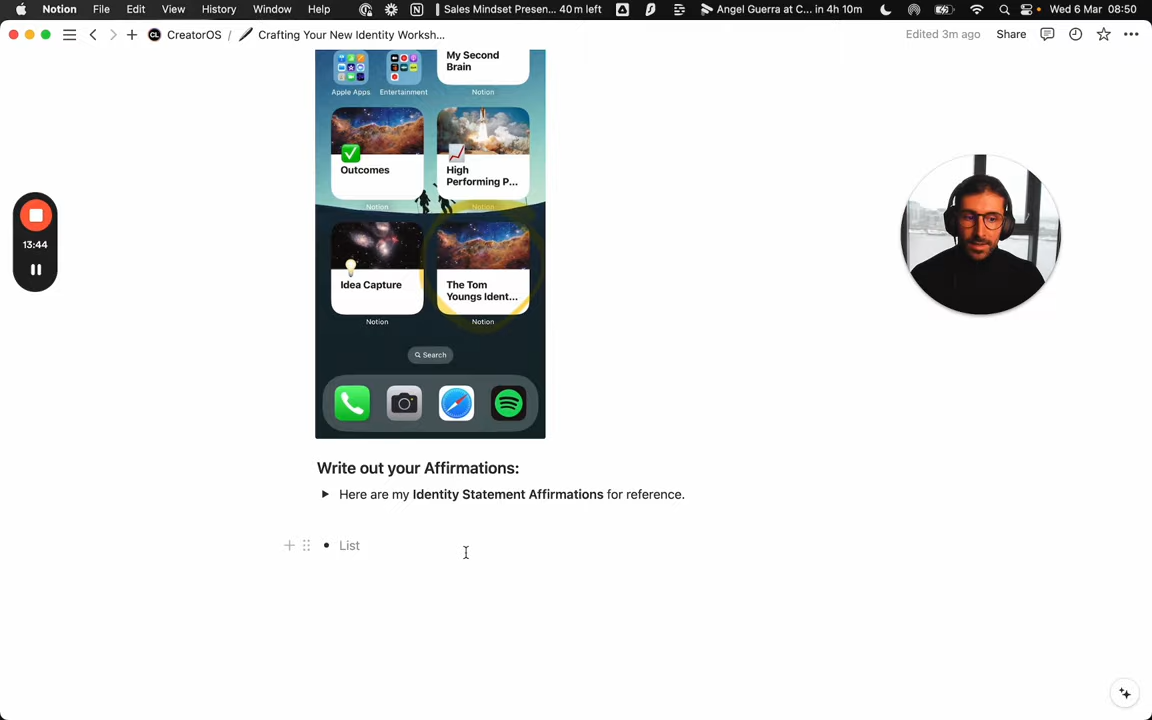 Notion File Edit View History Window Help Sales Mindset Presen... 40 m left Angel Guerra at C... in 4h 10m Wed 6 Mar 08:50
CL CreatorOS / Crafting Your New Identity Worksh... Edited 3m ago Share
My Second
Brain
Apple Apps Entertainment Notion
Outcomes
High
Performing P...
Notion Notion
Idea Capture
The Tom
Youngs Ident...
Notion Notion
Search
13:44
Write out your Affirmations:
Here are my Identity Statement Affirmations for reference.
List